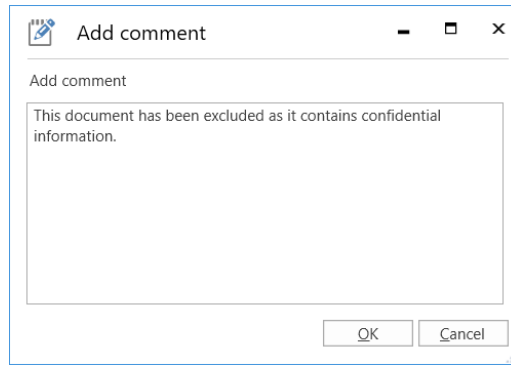 Add comment
Add comment
This document has been excluded as it contains confidential
information.
OK
Cancel